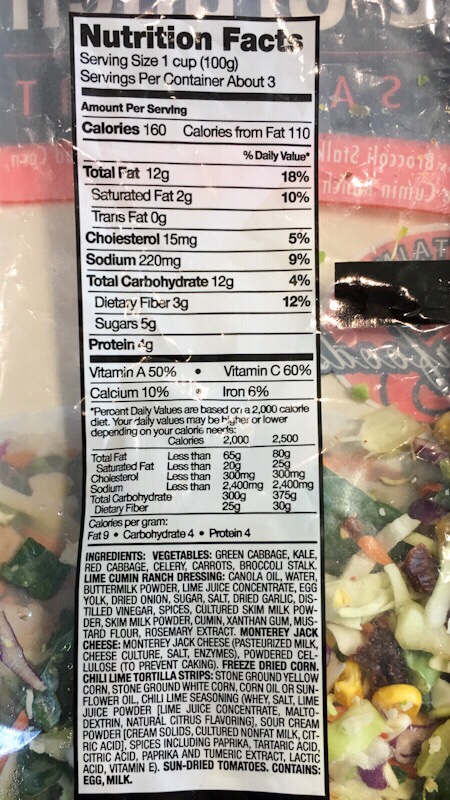 Nutrition Facts
Serving Size 1 cup (100g)
Servings Per Container About 3
Amount Per Serving
Calories 160 Calories from Fat 110
% Daily Value*
Total Fat 12g 18%
Saturated Fat 2g 10%
Trans Fat 0g
Cholesterol 15mg 5%
Sodium 220mg 9%
Total Carbohydrate 12g 4%
Dietary Fiber 3g 12%
Sugars 5g
Protein 4g
Vitamin A 50% • Vitamin C 60%
Calcium 10% • Iron 6%
*Percent Daily Values are based on a 2,000 calorie
diet. Your daily values may be higher or lower
depending on your calorie needs:
Calories 2,000 2,500
Total Fat Less than 65g 80g
Saturated Fat Less than 20g 25g
Cholesterol Less than 300mg 300mg
Sodium Less than 2,400mg 2,400mg
Total Carbohydrate 300g 375g
Dietary Fiber 25g 30g
Calories per gram:
Fat 9 • Carbohydrate 4 • Protein 4
INGREDIENTS: VEGETABLES: GREEN CABBAGE, KALE,
RED CABBAGE, CELERY, CARROTS, BROCCOLI STALK.
LIME CUMIN RANCH DRESSING: CANOLA OIL, WATER,
BUTTERMILK POWDER, LIME JUICE CONCENTRATE, EGG
YOLK, DRIED ONION, SUGAR, SALT, DRIED GARLIC, DIS-
TILLED VINEGAR, SPICES, CULTURED SKIM MILK POW-
DER, SKIM MILK POWDER, CUMIN, XANTHAN GUM, MUS-
TARD FLOUR, ROSEMARY EXTRACT. MONTEREY JACK
CHEESE: MONTEREY JACK CHEESE (PASTEURIZED MILK,
CHEESE CULTURE, SALT, ENZYMES), POWDERED CEL-
LULOSE (TO PREVENT CAKING). FREEZE DRIED CORN.
CHILI LIME TORTILLA STRIPS: STONE GROUND YELLOW
CORN, STONE GROUND WHITE CORN, CORN OIL OR SUN-
FLOWER OIL, CHILI LIME SEASONING (WHEY, SALT, LIME
JUICE POWDER [LIME JUICE CONCENTRATE, MALTO-
DEXTRIN, NATURAL CITRUS FLAVORING], SOUR CREAM
POWDER [CREAM SOLIDS, CULTURED NONFAT MILK, CIT-
RIC ACID], SPICES INCLUDING PAPRIKA, TARTARIC ACID,
CITRIC ACID, PAPRIKA AND TUMERIC EXTRACT, LACTIC
ACID, VITAMIN E). SUN-DRIED TOMATOES. CONTAINS:
EGG, MILK.